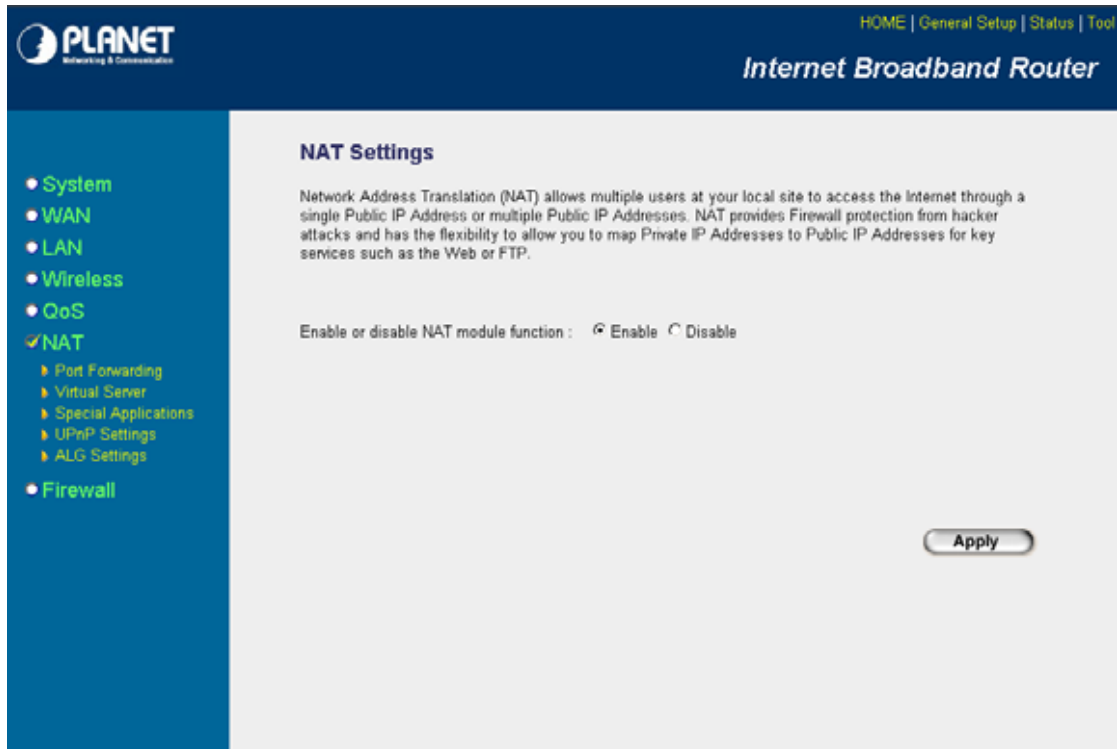 PLANET
Networking & Communication
HOME | General Setup | Status | Tool
Internet Broadband Router
System
WAN
LAN
Wireless
QoS
NAT
Port Forwarding
Virtual Server
Special Applications
UPnP Settings
ALG Settings
Firewall
NAT Settings
Network Address Translation (NAT) allows multiple users at your local site to access the Internet through a
single Public IP Address or multiple Public IP Addresses. NAT provides Firewall protection from hacker
attacks and has the flexibility to allow you to map Private IP Addresses to Public IP Addresses for key
services such as the Web or FTP.
Enable or disable NAT module function : Enable Disable
Apply